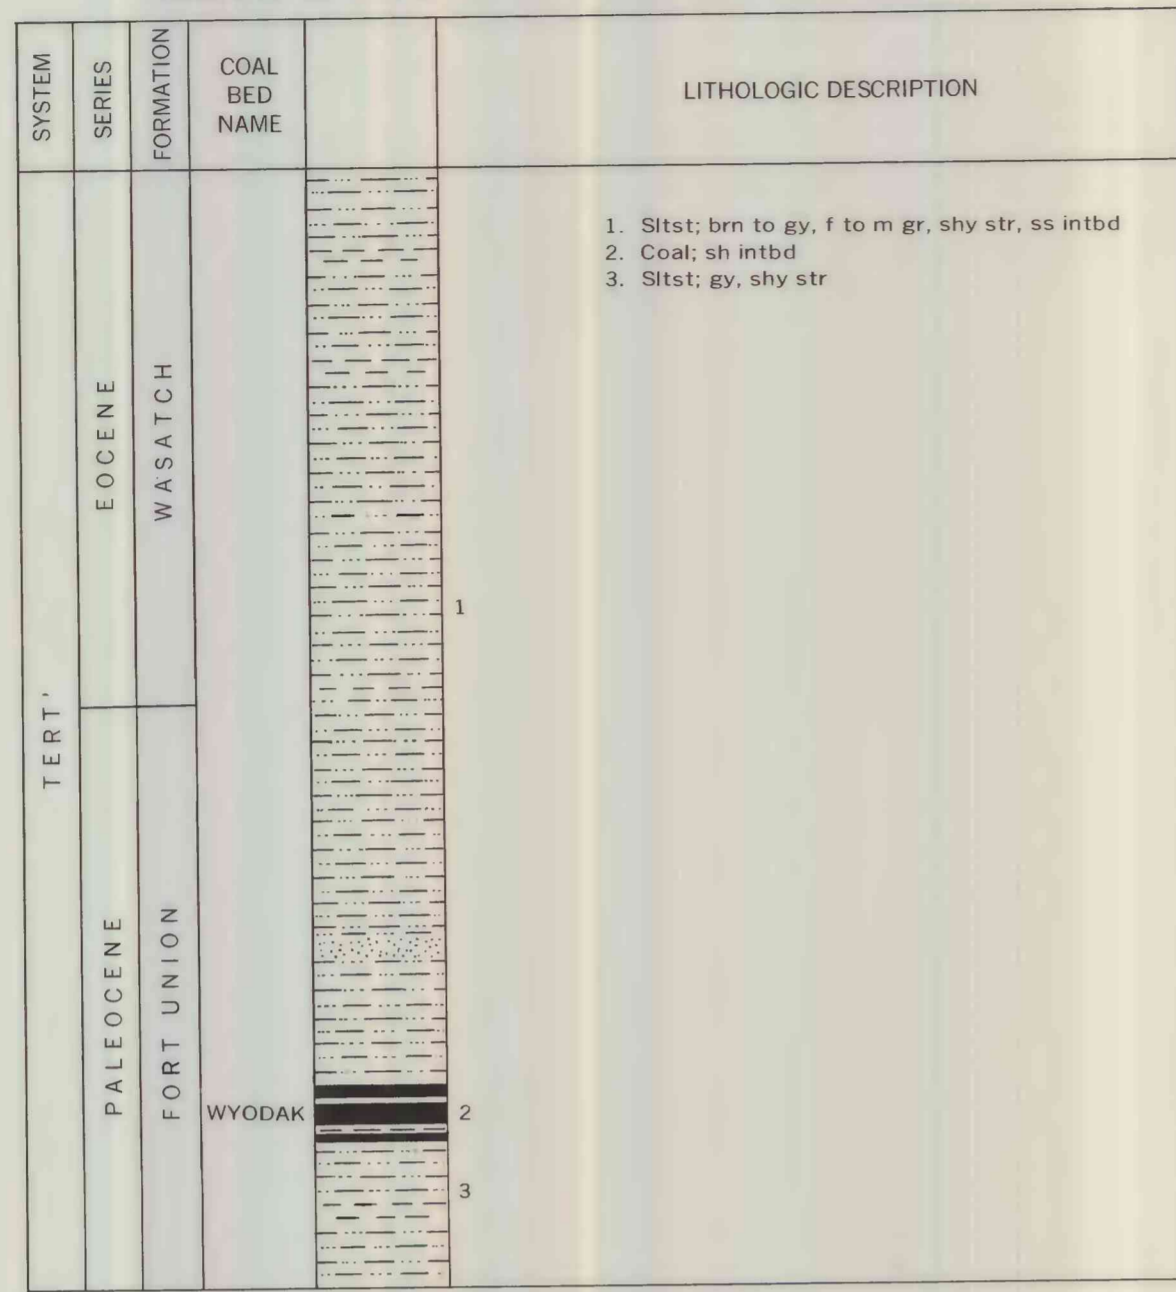 SYSTEM
SERIES
FORMATION
COAL
BED
NAME
LITHOLOGIC DESCRIPTION
1. Sltst; brn to gy, f to m gr, shy str, ss intbd
2. Coal; sh intbd
3. Sltst; gy, shy str
TERT'
EOCENE
WASATCH
1
PALEOCENE
FORT UNION
WYODAK
2
3